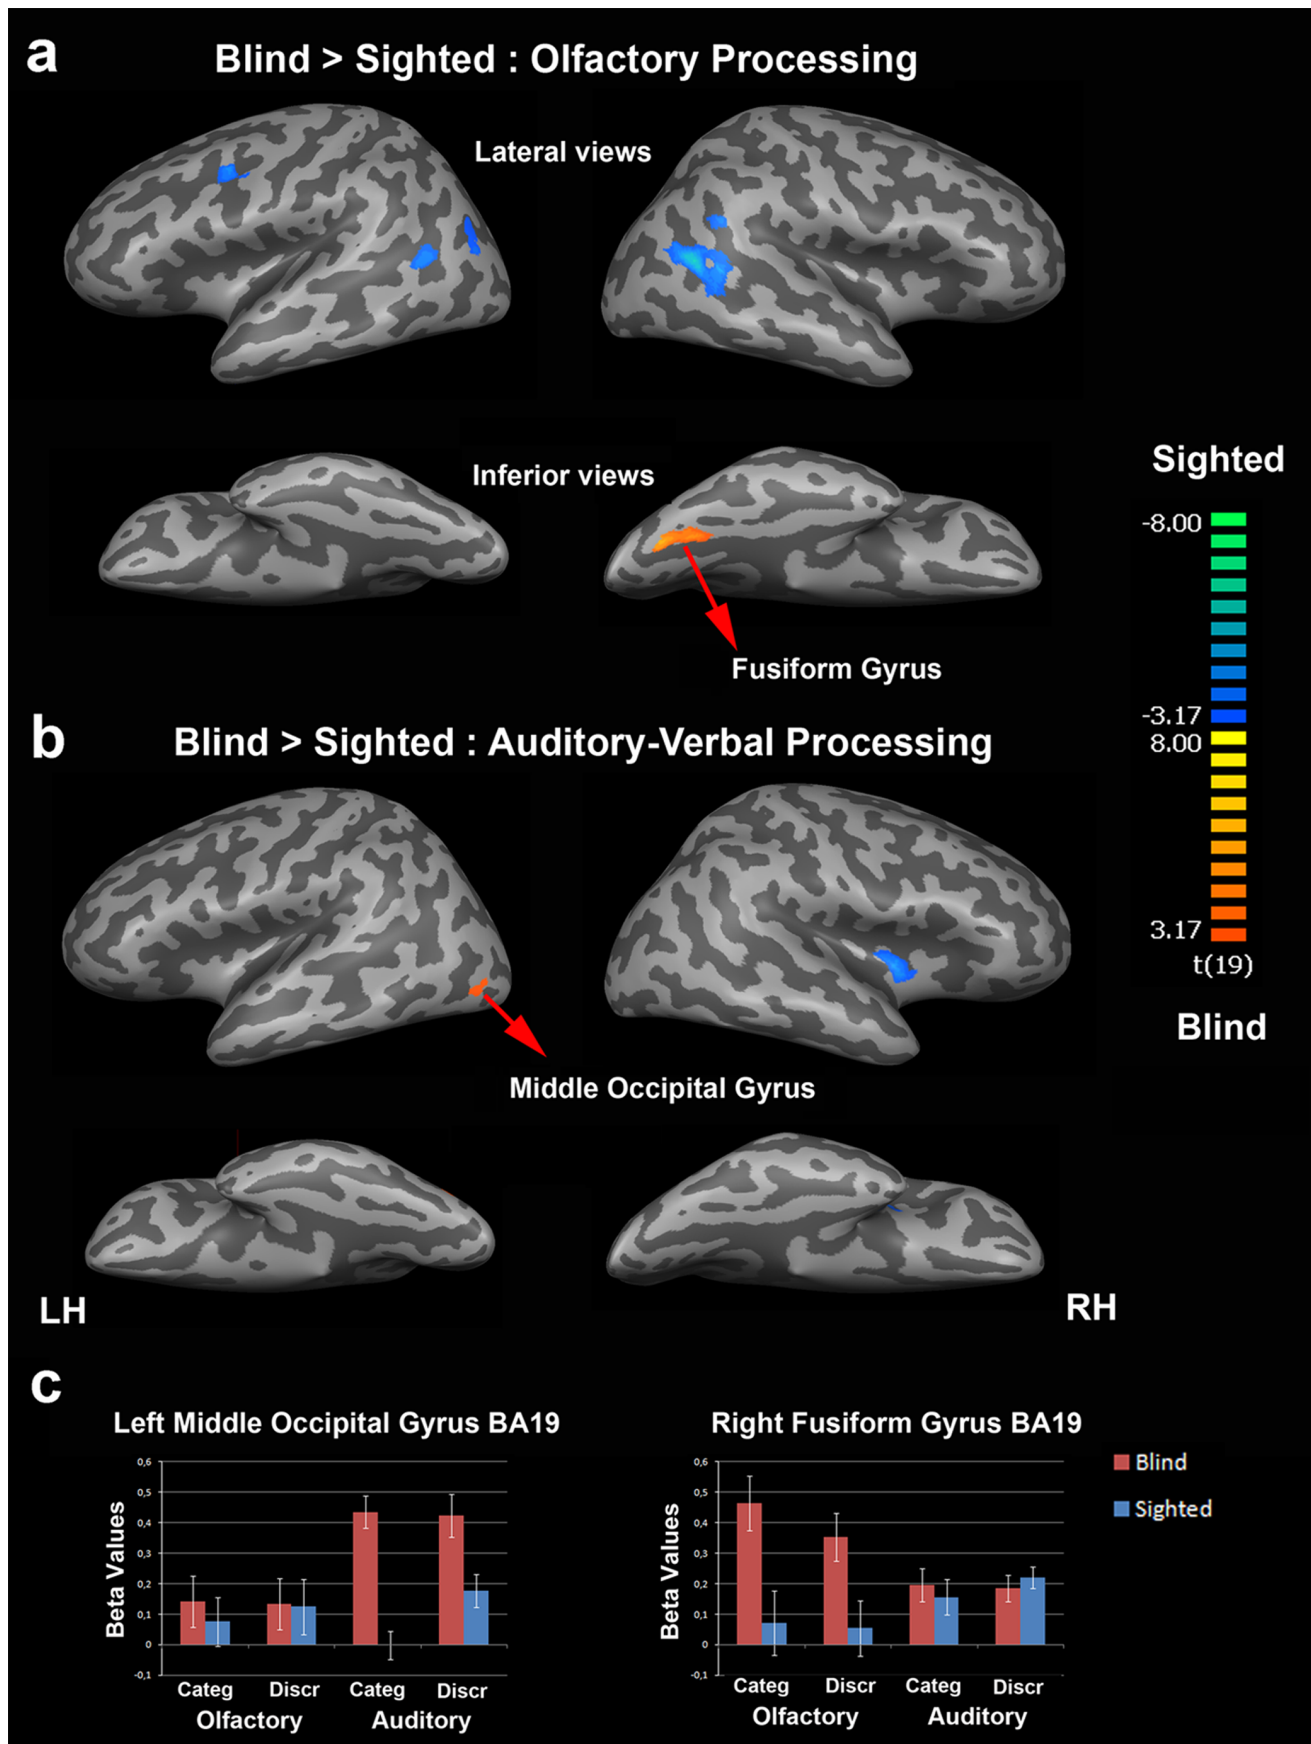 a
Blind > Sighted : Olfactory Processing
Lateral views
Inferior views
Fusiform Gyrus
Sighted
-8.00
-3.17
8.00
3.17
t(19)
Blind
b
Blind > Sighted : Auditory-Verbal Processing
Middle Occipital Gyrus
LH
RH
c
Left Middle Occipital Gyrus BA19
Beta Values
0,6
0,5
0,4
0,3
0,2
0,1
0
-0,1
Categ Discr Categ Discr
Olfactory Auditory
Right Fusiform Gyrus BA19
Beta Values
0,6
0,5
0,4
0,3
0,2
0,1
0
-0,1
Categ Discr Categ Discr
Olfactory Auditory
Blind
Sighted